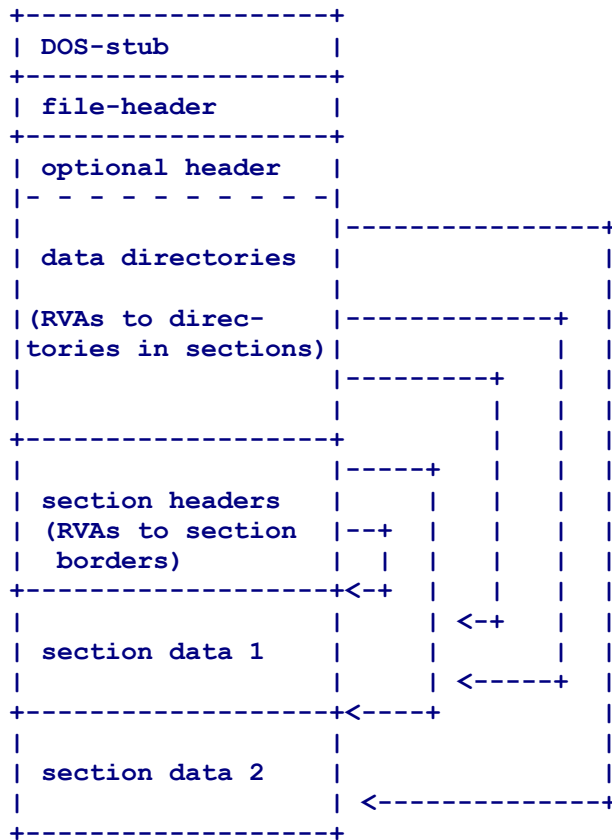 DOS-stub
file-header
optional header
data directories
(RVAs to direc-
tories in sections)
section headers
(RVAs to section
borders)
section data 1
section data 2